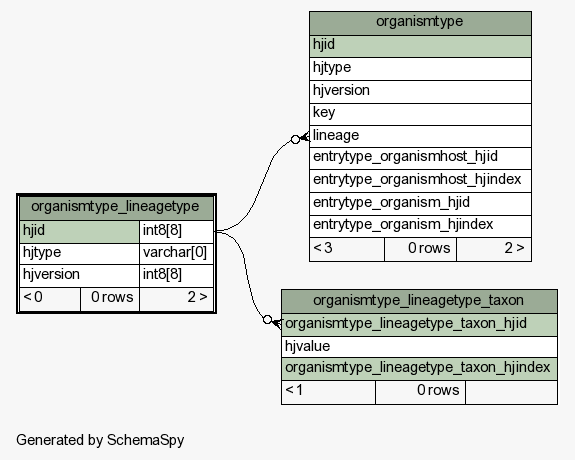 organismtype
hjid
hjtype
hjversion
key
lineage
entrytype_organismhost_hjid
entrytype_organismhost_hjindex
entrytype_organism_hjid
entrytype_organism_hjindex
< 3 0 rows 2 >
organismtype_lineagetype
hjid int8[8]
hjtype varchar[0]
hjversion int8[8]
< 0 0 rows 2 >
organismtype_lineagetype_taxon
organismtype_lineagetype_taxon_hjid
hjvalue
organismtype_lineagetype_taxon_hjindex
< 1 0 rows
Generated by SchemaSpy